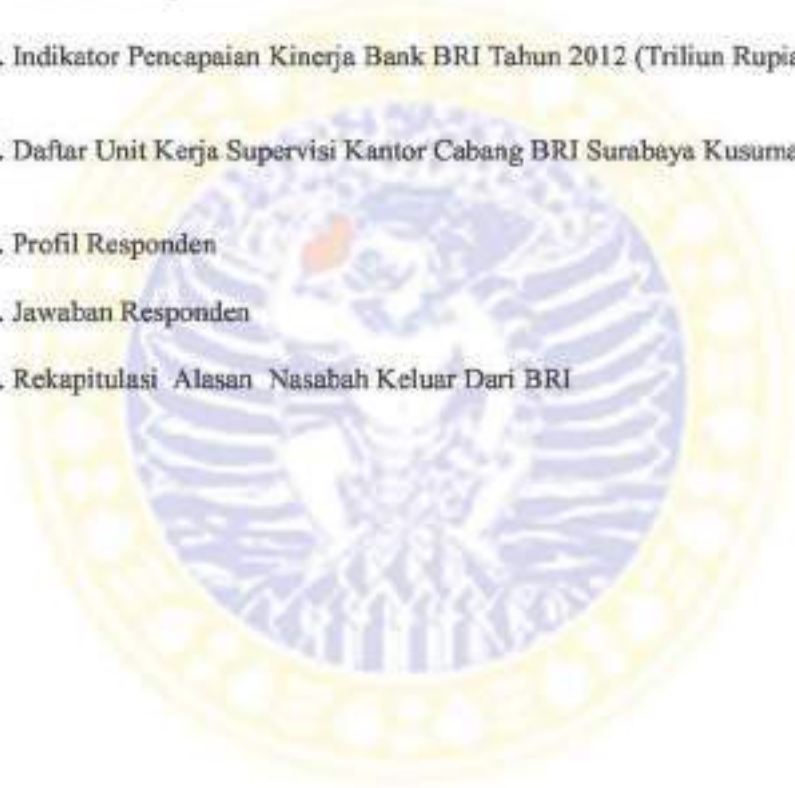 . Indikator Pencapaian Kinerja Bank BRI Tahun 2012 (Triliun Rupia
. Daftar Unit Kerja Supervisi Kantor Cabang BRI Surabaya Kusuma
. Profil Responden
. Jawaban Responden
. Rekapitulasi Alasan Nasabah Keluar Dari BRI